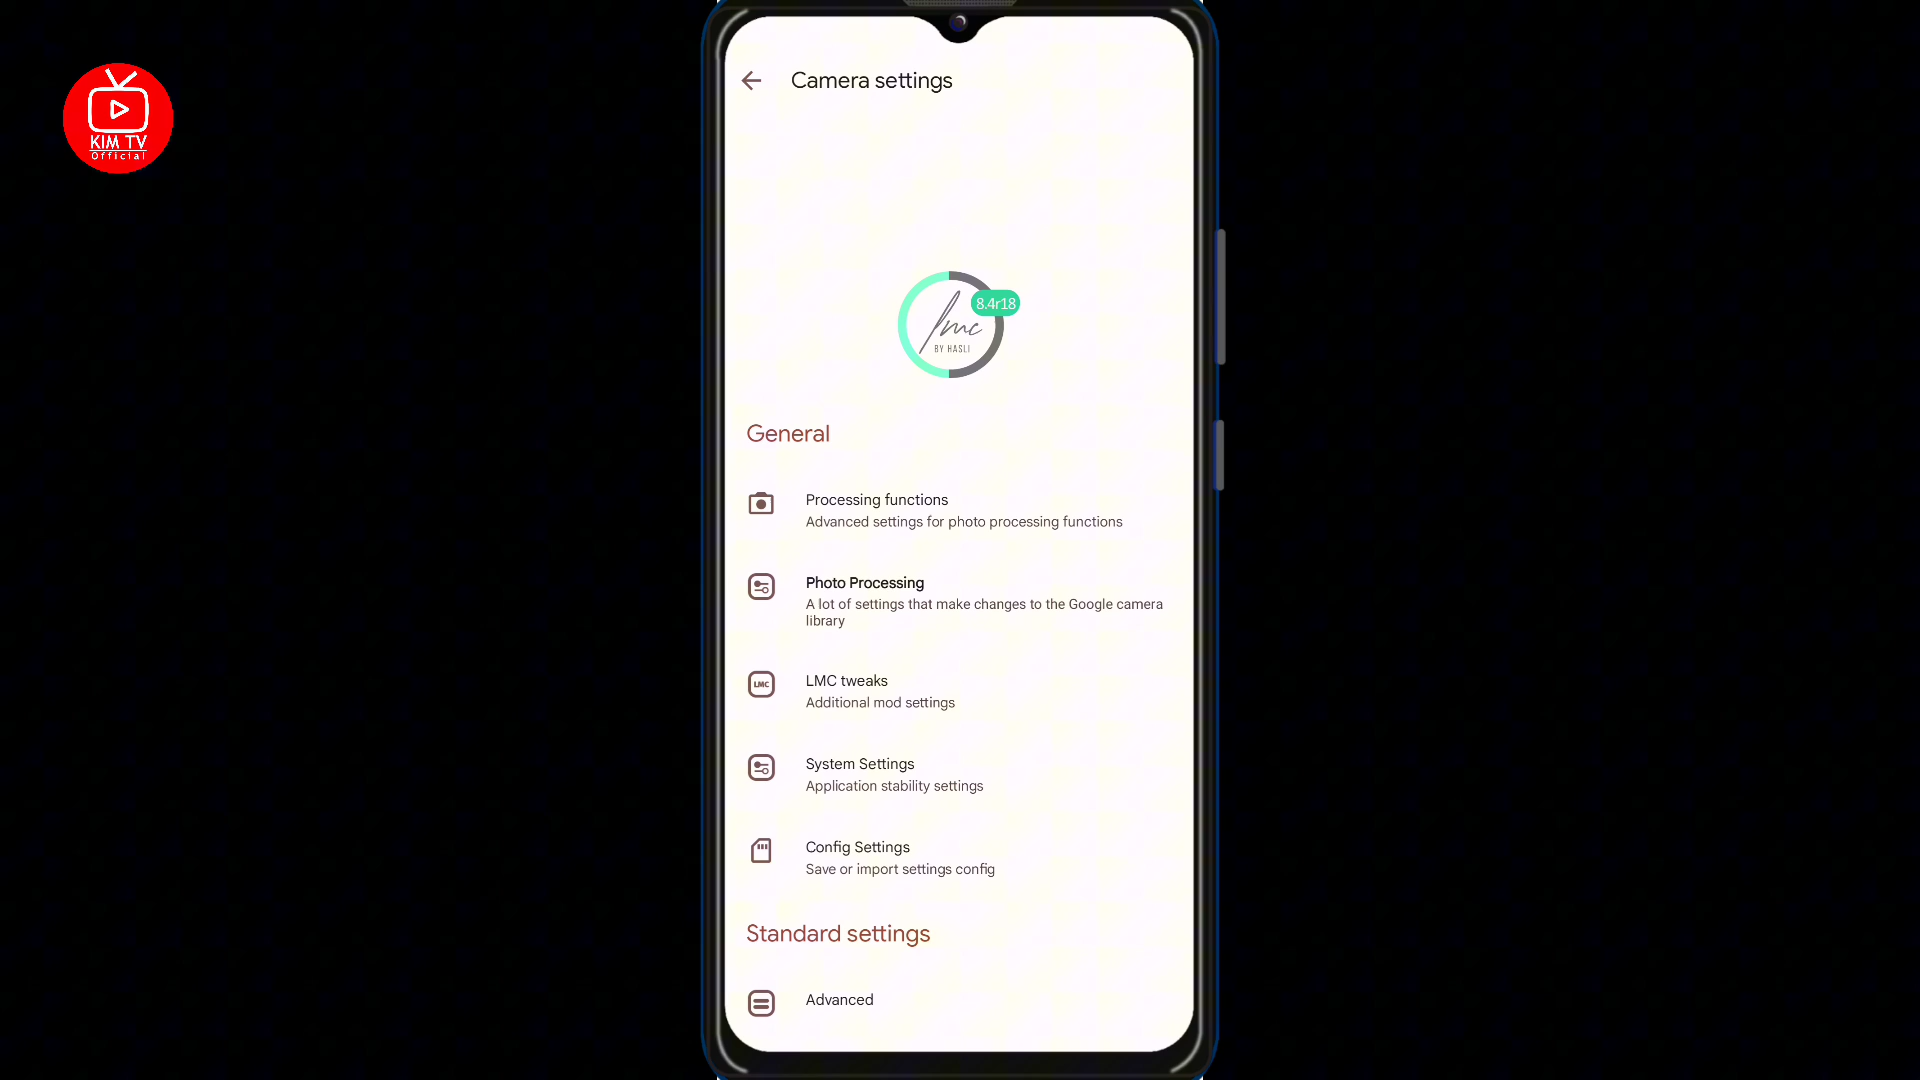 KIM TV
Official
Camera settings
8.4r18
lmc
BY HASLI
General
Processing functions
Advanced settings for photo processing functions
Photo Processing
A lot of settings that make changes to the Google camera
library
LMC
LMC tweaks
Additional mod settings
System Settings
Application stability settings
Config Settings
Save or import settings config
Standard settings
Advanced